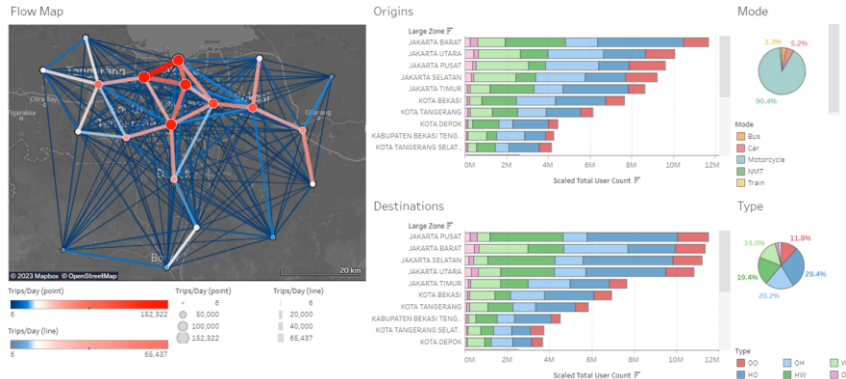 Flow Map
Tangerang
Bekasi
Tigaraksa
Cikarang
© 2023 Mapbox © OpenStreetMap
20 km
Trips/Day (point)
6
152,322
Trips/Day (line)
6
65,437
Trips/Day (point)
6
50,000
100,000
152,322
Trips/Day (line)
6
20,000
40,000
65,437
Origins
Large Zone
JAKARTA BARAT
JAKARTA UTARA
JAKARTA PUSAT
JAKARTA SELATAN
JAKARTA TIMUR
KOTA BEKASI
KOTA TANGERANG
KOTA DEPOK
KABUPATEN BEKASI TENG..
KOTA TANGERANG SELAT..
0M 2M 4M 6M 8M 10M 12M
Scaled Total User Count
Destinations
Large Zone
JAKARTA PUSAT
JAKARTA BARAT
JAKARTA SELATAN
JAKARTA UTARA
JAKARTA TIMUR
KOTA BEKASI
KOTA TANGERANG
KABUPATEN BEKASI TENG..
KOTA TANGERANG SELAT..
KOTA DEPOK
0M 2M 4M 6M 8M 10M 12M
Scaled Total User Count
Mode
1.3%
5.2%
90.4%
Mode
Bus
Car
Motorcycle
NMT
Train
Type
14.9%
11.8%
19.4%
29.4%
20.2%
Type
OO
OH
W
HO
HW
O